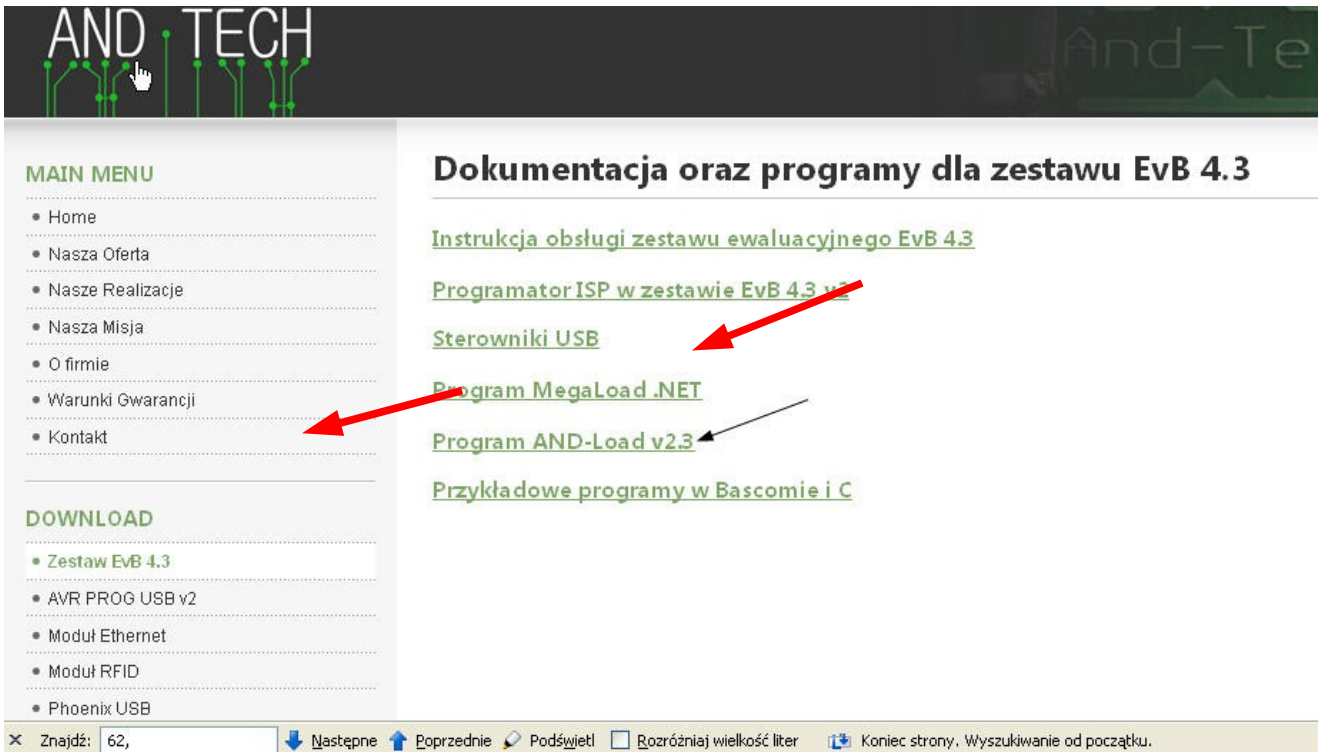 AND TECH
And-Te
MAIN MENU
Home
Nasza Oferta
Nasze Realizacje
Nasza Misja
O firmie
Warunki Gwarancji
Kontakt
DOWNLOAD
Zestaw EvB 4.3
AVR PROG USB v2
Moduł Ethernet
Moduł RFID
Phoenix USB
Dokumentacja oraz programy dla zestawu EvB 4.3
Instrukcja obsługi zestawu ewaluacyjnego EvB 4.3
Programator ISP w zestawie EvB 4.3 v2
Sterowniki USB
Program MegaLoad .NET
Program AND-Load v2.3
Przykładowe programy w Bascomie i C
Znajdź: 62, Następne Poprzednie Podświetl Rozróżniaj wielkość liter Koniec strony. Wyszukiwanie od początku.